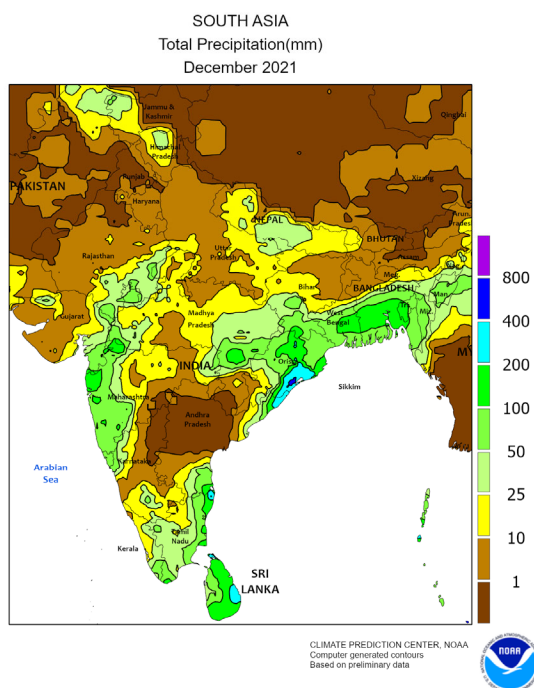 SOUTH ASIA
Total Precipitation(mm)
December 2021
Jammu &
Kashmir
Qinghai
Himachal
Pradesh
Punjab
Xizang
PAKISTAN
Haryana
Arun.
Prades
NEPAL
BHUTAN
Uttar
Pradesh
Assam
Rajasthan
Nag.
Meg.
Bihar
BANGLADESH
Man
Gujarat
Madhya
Pradesh
West
Bengal
Tri.
Miz
MY
INDIA
Orissa
Sikkim
Maharashtra
Andhra
Pradesh
Karnataka
Arabian
Sea
Tamil
Nadu
Kerala
SRI
LANKA
800
400
200
100
50
25
10
1
CLIMATE PREDICTION CENTER, NOAA
Computer generated contours
Based on preliminary data
NOAA